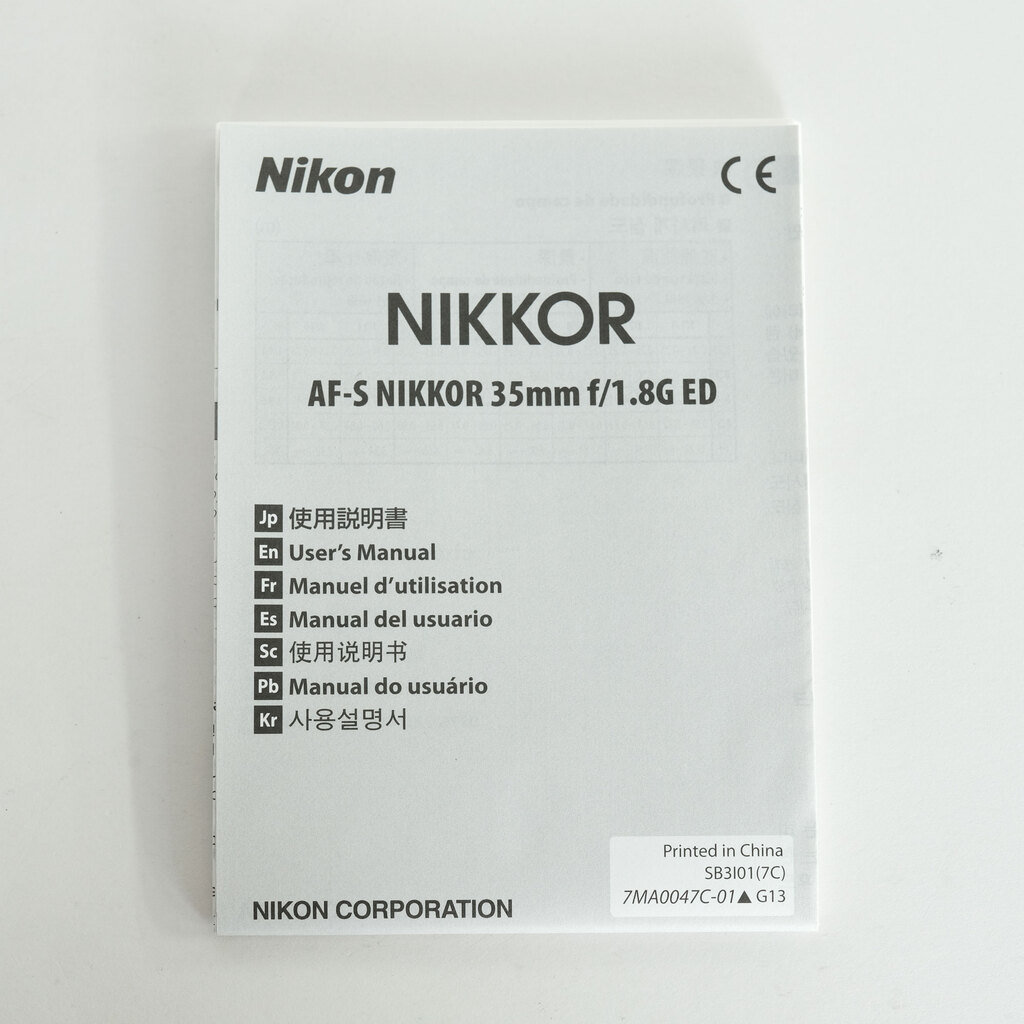 Nikon
CE
NIKKOR
AF-S NIKKOR 35mm f/1.8G ED
Jp 使用説明書
En User's Manual
Fr Manuel d'utilisation
Es Manual del usuario
Sc 使用说明书
Pb Manual do usuário
Kr 사용설명서
Printed in China
SB3I01(7C)
7MA0047C-01▲ G13
NIKON CORPORATION